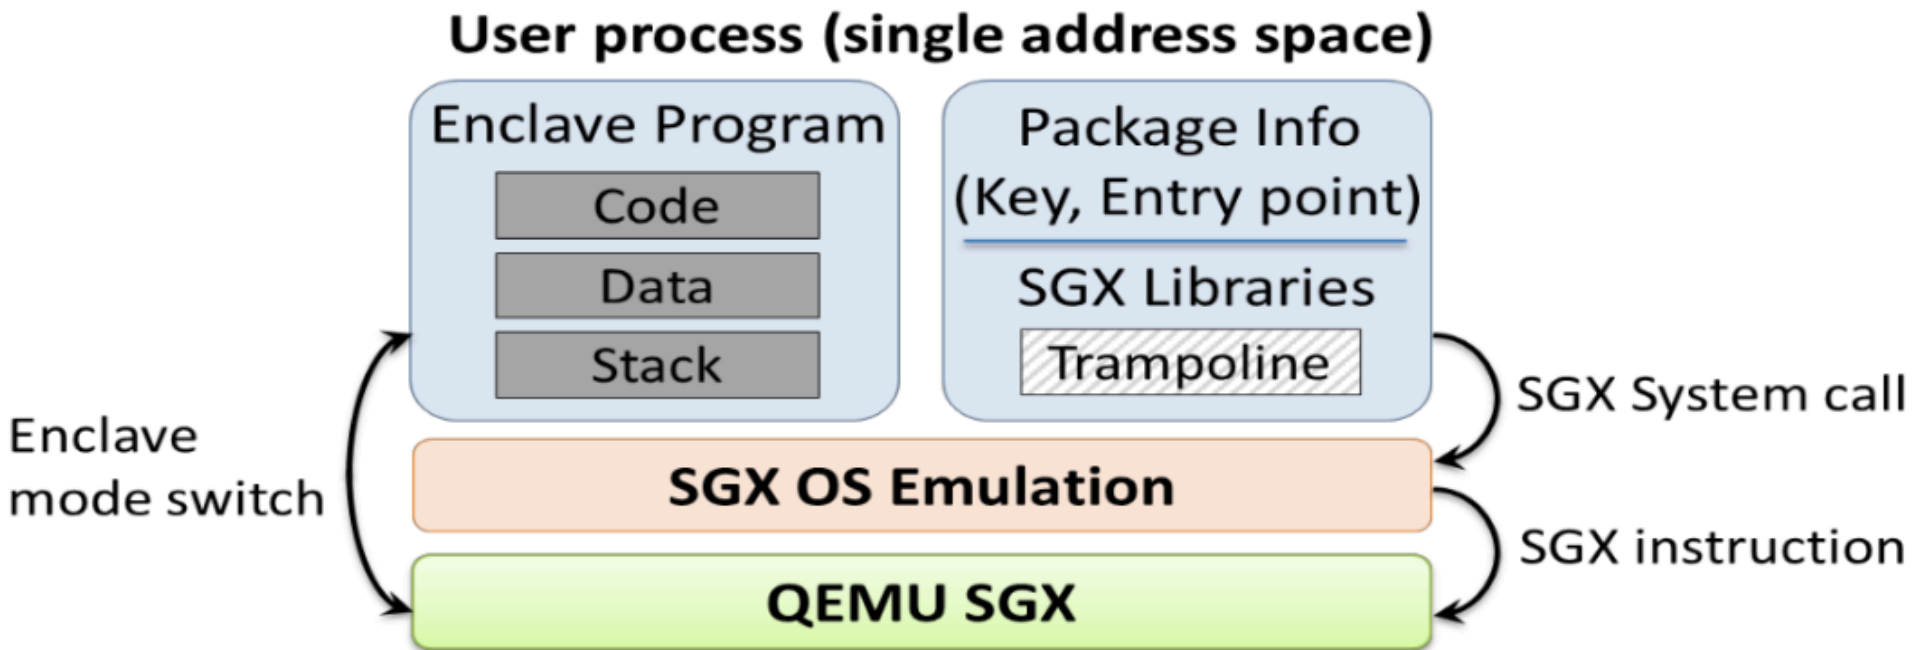 User process (single address space)
Enclave Program
Code
Data
Stack
Package Info
(Key, Entry point)
SGX Libraries
Trampoline
Enclave
mode switch
SGX System call
SGX OS Emulation
SGX instruction
QEMU SGX